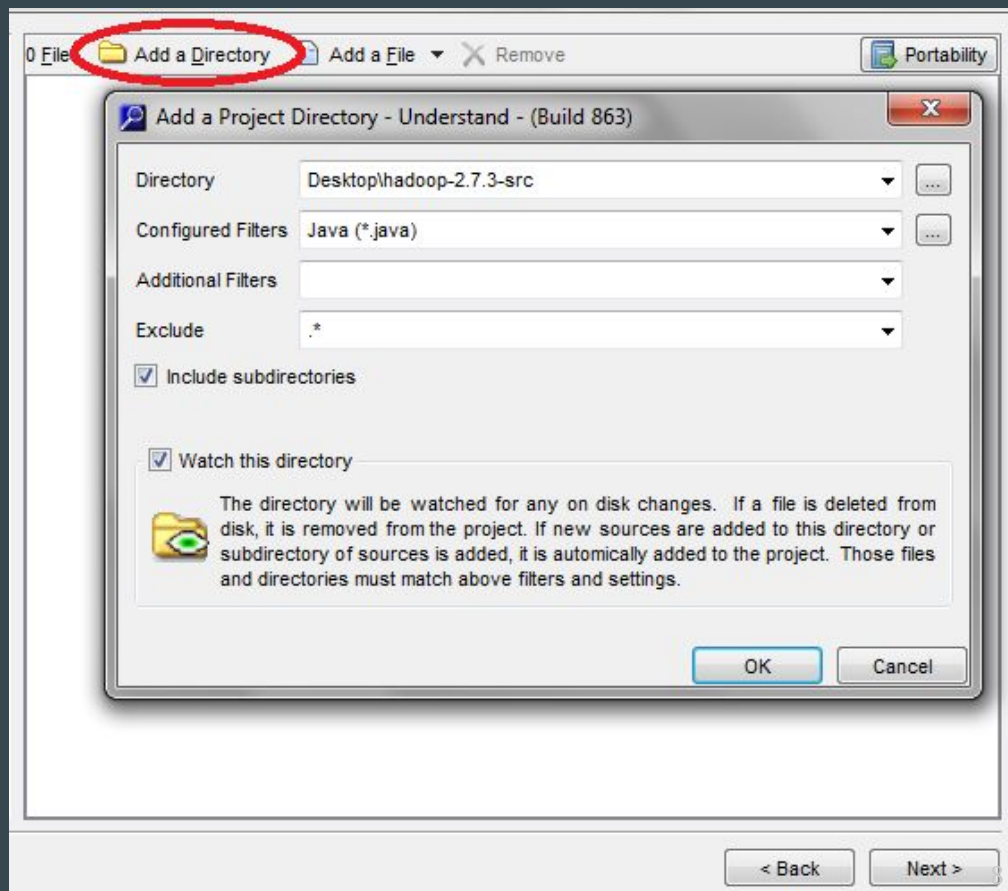 0 File Add a Directory Add a File Remove Portability
Add a Project Directory - Understand - (Build 863)
Directory Desktop\hadoop-2.7.3-src ...
Configured Filters Java (*.java) ...
Additional Filters
Exclude .*
Include subdirectories
Watch this directory
The directory will be watched for any on disk changes. If a file is deleted from
disk, it is removed from the project. If new sources are added to this directory or
subdirectory of sources is added, it is automically added to the project. Those files
and directories must match above filters and settings.
OK Cancel
< Back Next >